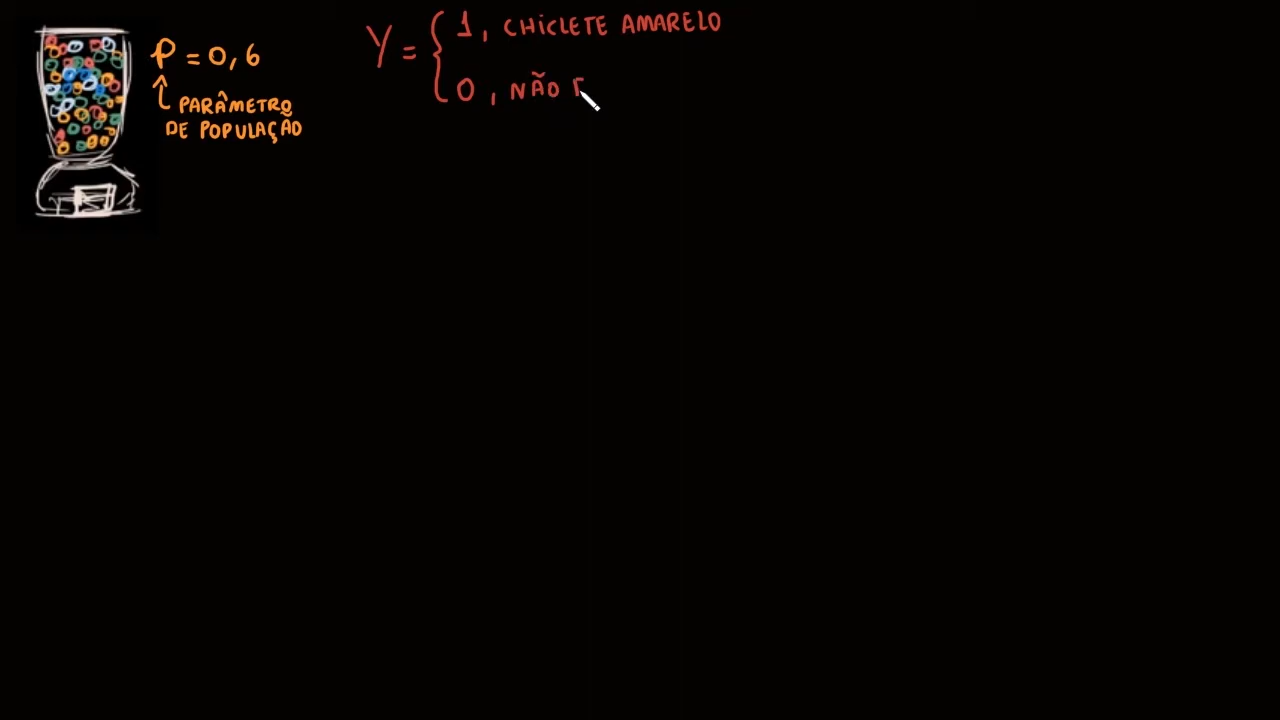 P = 0,6
PARÂMETRO
DE POPULAÇÃO
Y =
1, CHICLETE AMARELO
0, NÃO